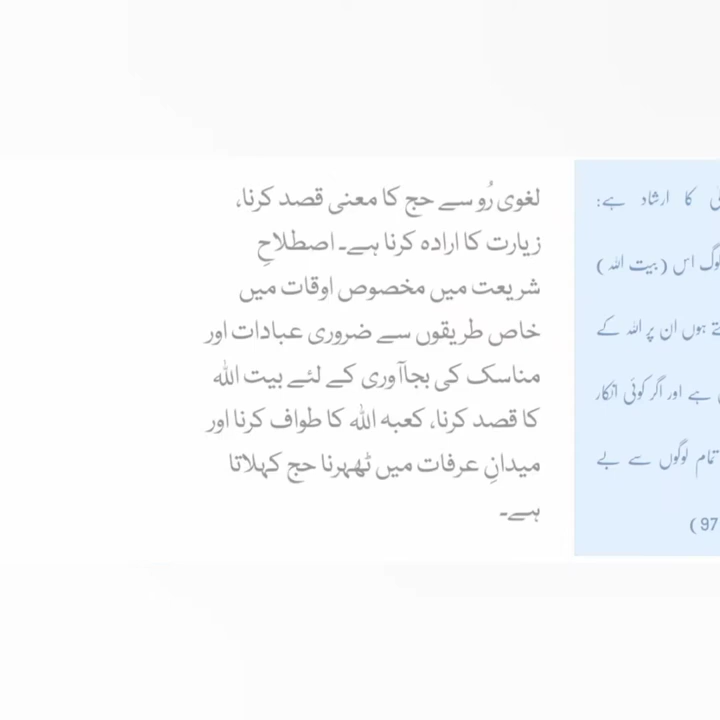 لغوی رُو سے حج کا معنی قصد کرنا،
زیارت کا ارادہ کرنا ہے۔ اصطلاحِ
شریعت میں مخصوص اوقات میں
خاص طریقوں سے ضروری عبادات اور
مناسک کی بجاآوری کے لئے بیت اللہ
کا قصد کرنا، کعبہ اللہ کا طواف کرنا اور
میدانِ عرفات میں ٹھہرنا حج کہلاتا
ہے۔
کا ارشاد ہے:
اس (بیت اللہ)
ہوں ان پر اللہ کے
ہے اور اگر کوئی انکار
تمام لوگوں سے بے
97)